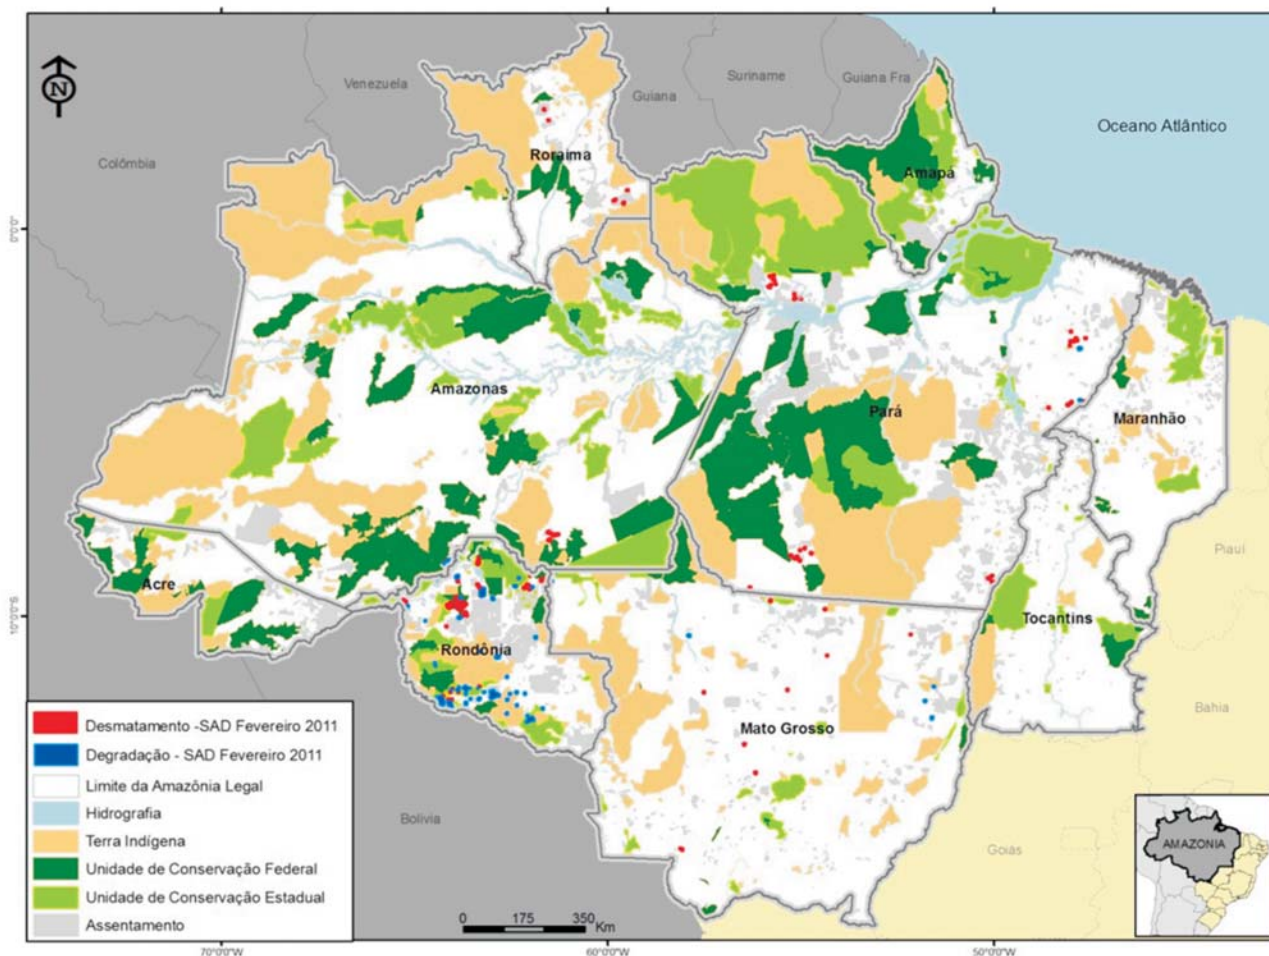 N
Venezuela
Suriname
Guiana Fra
Guiana
Oceano Atlântico
Colômbia
Roraima
Amapá
0°0'0"
Amazonas
Pará
Maranhão
Piauí
Acre
10°0'0"S
Tocantins
Rondônia
Bahia
Mato Grosso
Desmatamento -SAD Fevereiro 2011
Degradação - SAD Fevereiro 2011
Limite da Amazônia Legal
Hidrografia
Terra Indígena
Unidade de Conservação Federal
Unidade de Conservação Estadual
Assentamento
Bolívia
Goiás
AMAZONIA
0 175 350
Km
70°0'0"W 60°0'0"W 50°0'0"W